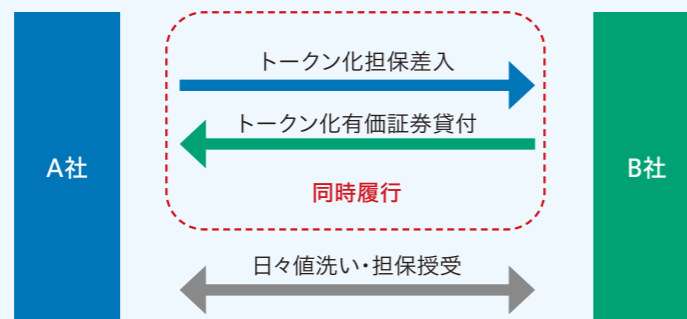 トークン化担保差入
トークン化有価証券貸付
A社
B社
同時履行
日々値洗い・担保授受